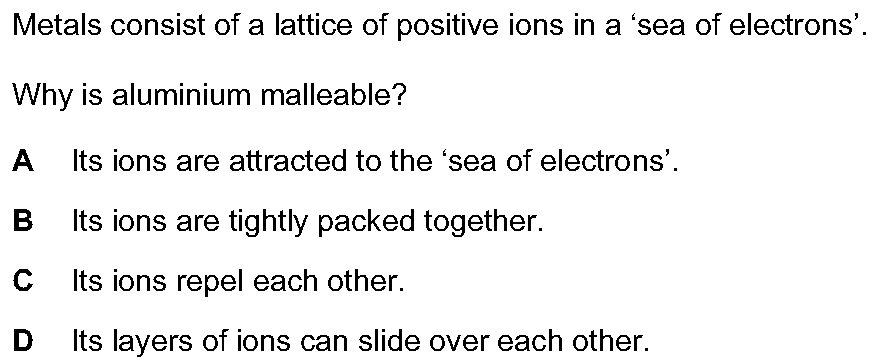 Metals consist of a lattice of positive ions in a ‘sea of electrons’.
Why is aluminium malleable?
A Its ions are attracted to the ‘sea of electrons’.
B Its ions are tightly packed together.
C Its ions repel each other.
D Its layers of ions can slide over each other.